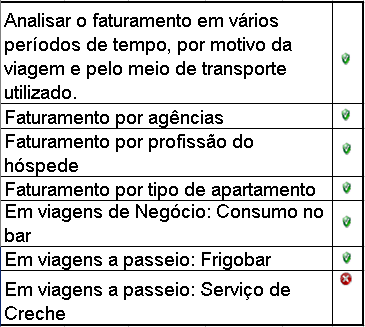 Analisar o faturamento em vários
períodos de tempo, por motivo da
viagem e pelo meio de transporte
utilizado.
Faturamento por agências
Faturamento por profissão do
hóspede
Faturamento por tipo de apartamento
Em viagens de Negócio: Consumo no
bar
Em viagens a passeio: Frigobar
Em viagens a passeio: Serviço de
Creche